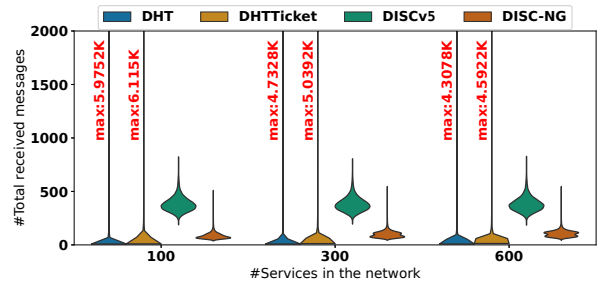 DHT DHTTicket DISCv5 DISC-NG
#Total received messages
2000
1500
1000
500
0
max:5.9752K
max:6.115K
max:4.7328K
max:5.0392K
max:4.3078K
max:4.5922K
100 300 600
#Services in the network